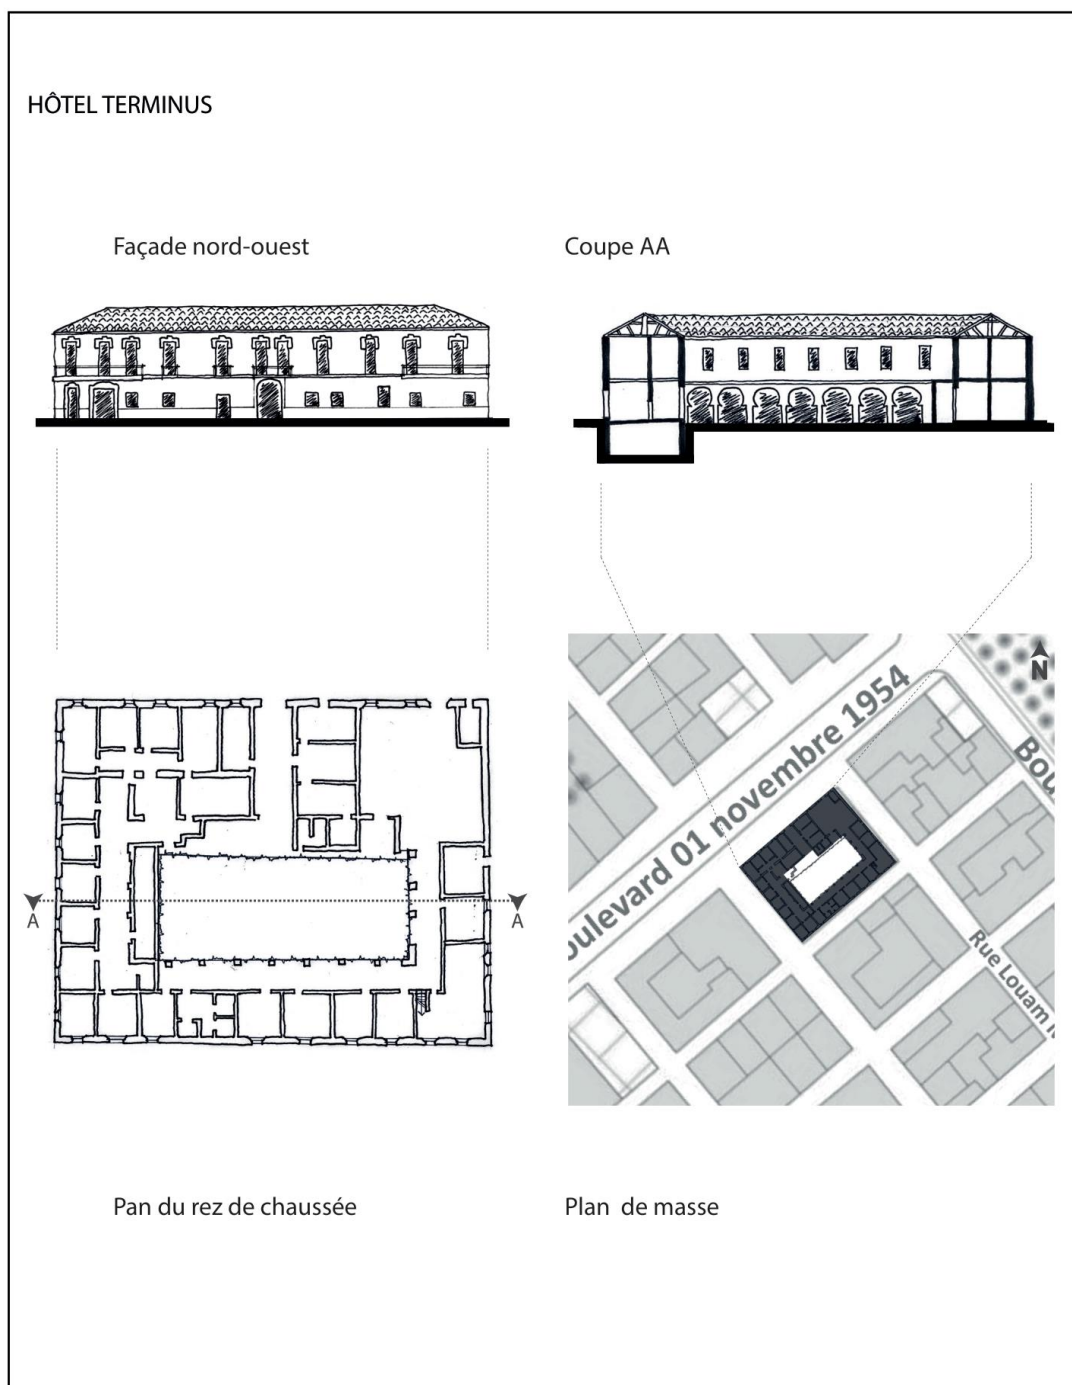 HÔTEL TERMINUS
Façade nord-ouest
Coupe AA
N
oulevard 01 novembre 1954
Bou
Rue Louam
A
A
Pan du rez de chaussée
Plan de masse